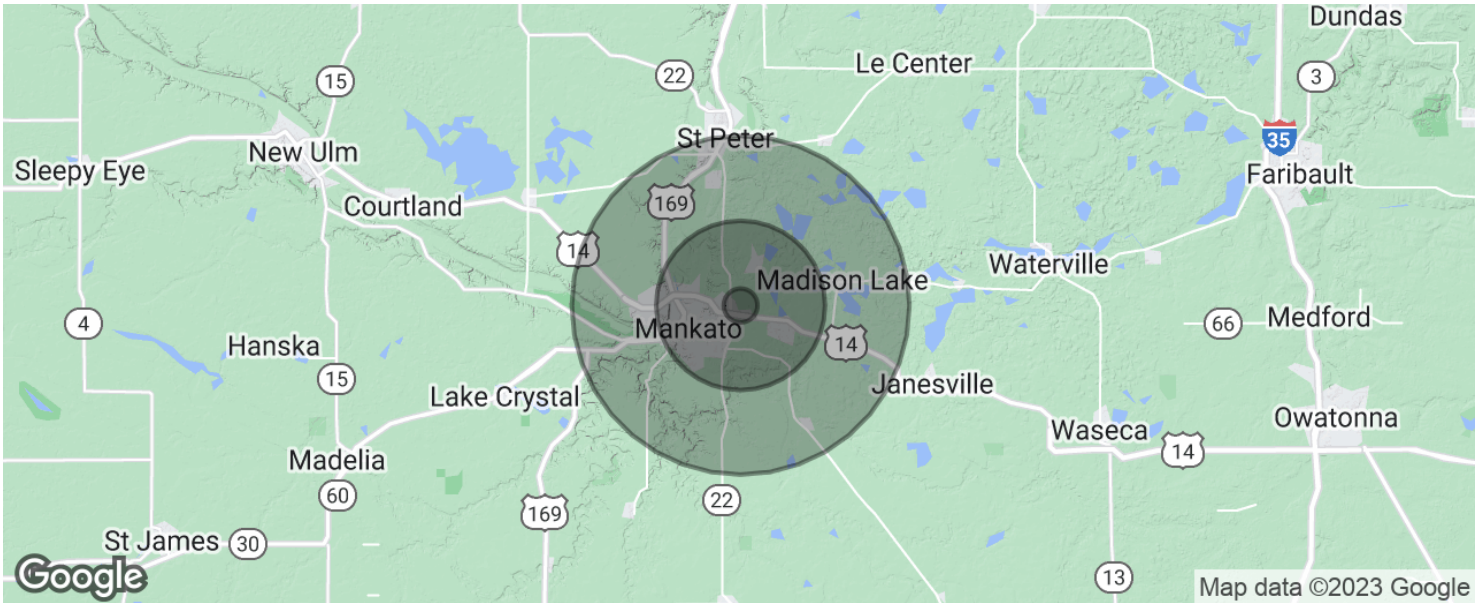 Dundas
Le Center
22
15
3
St Peter
35
New Ulm
Sleepy Eye
Faribault
169
Courtland
14
Waterville
Madison Lake
4
Mankato
66
Medford
Hanska
14
15
Janesville
Lake Crystal
Owatonna
Waseca
14
Madelia
60
22
169
St James
30
13
Google
Map data ©2023 Google